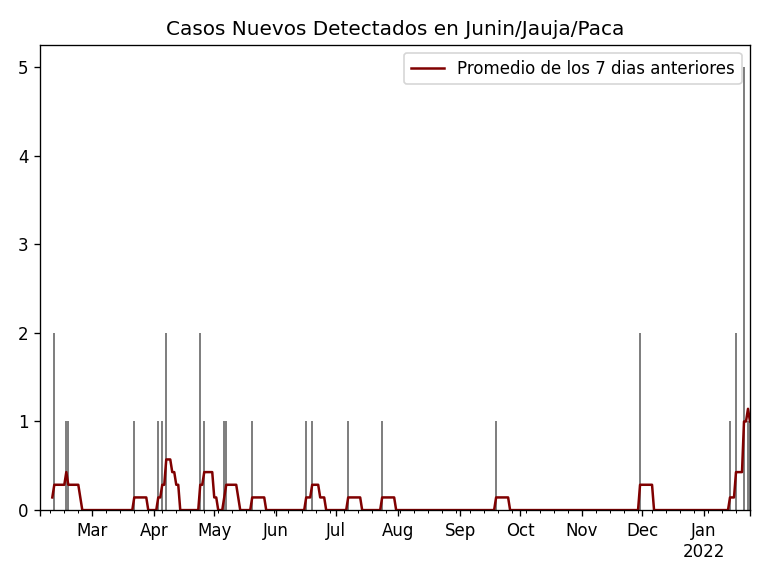 Casos Nuevos Detectados en Junin/Jauja/Paca
Promedio de los 7 dias anteriores
5
4
3
2
1
0
Mar Apr May Jun Jul Aug Sep Oct Nov Dec Jan
2022